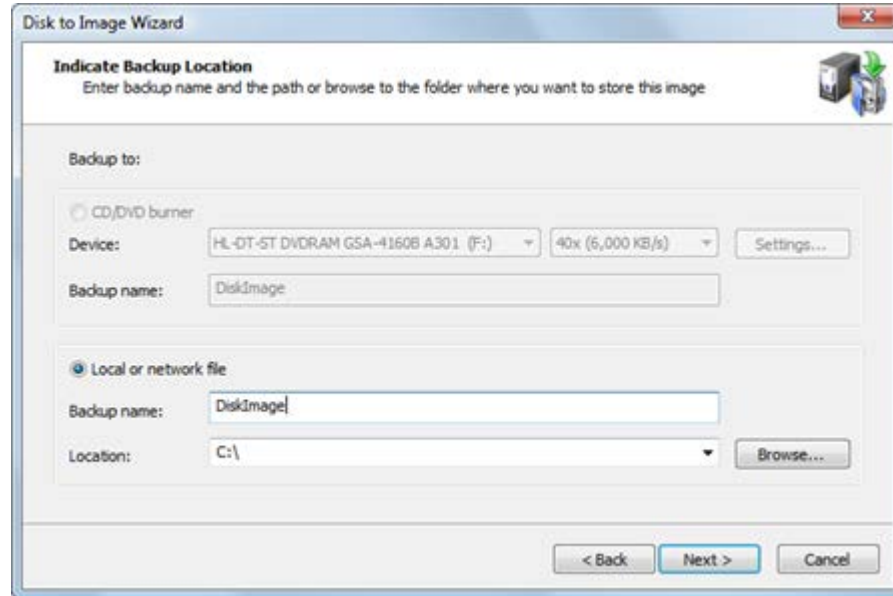 Disk to Image Wizard
Indicate Backup Location
Enter backup name and the path or browse to the folder where you want to store this image
Backup to:
CD/DVD burner
Device: HL-DT-ST DVDRAM GSA-4160B A301 (F:) 40x (6,000 KB/s) Settings...
Backup name: DiskImage
Local or network file
Backup name: DiskImage
Location: C:\ Browse...
< Back Next > Cancel